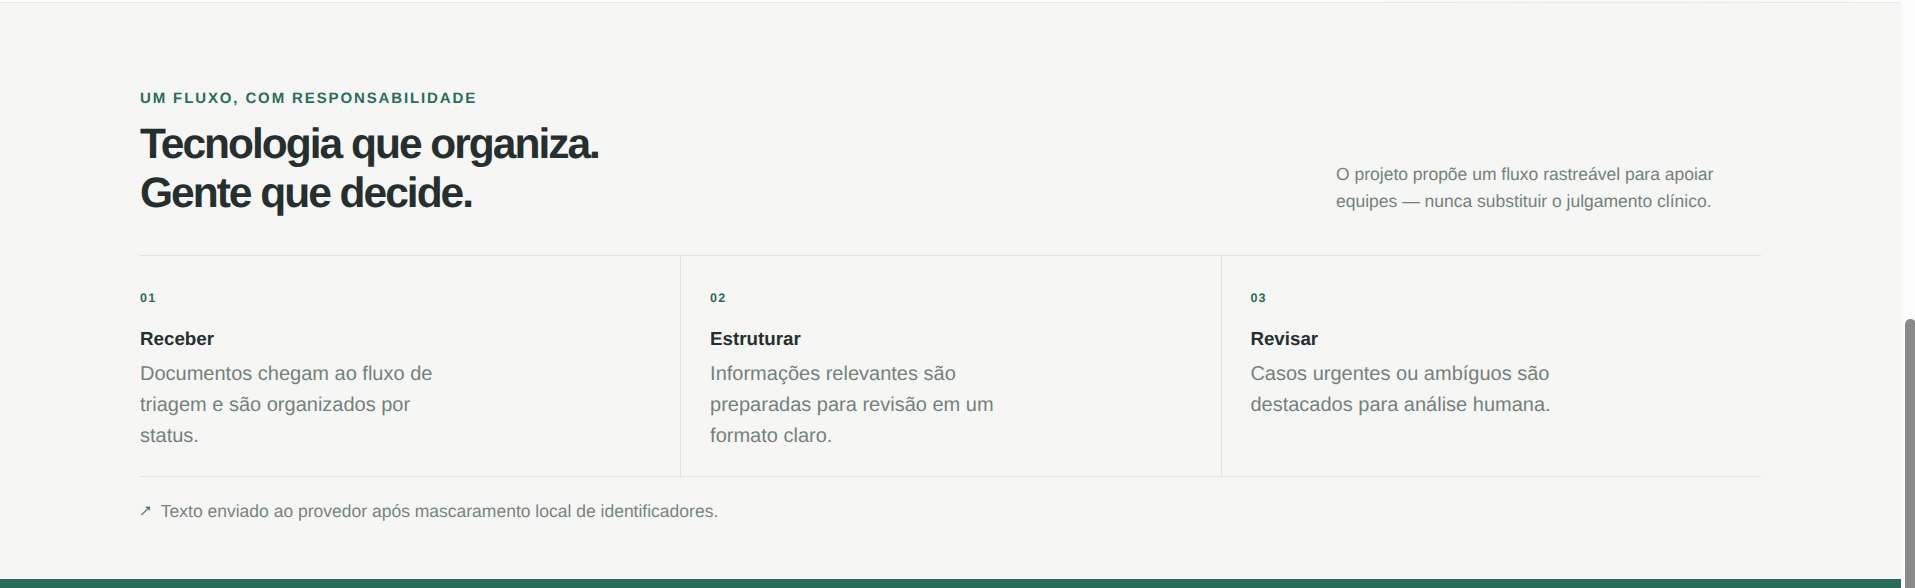 UM FLUXO, COM RESPONSABILIDADE
Tecnologia que organiza.
Gente que decide.
O projeto propõe um fluxo rastreável para apoiar
equipes — nunca substituir o julgamento clínico.
01
Receber
Documentos chegam ao fluxo de
triagem e são organizados por
status.
02
Estruturar
Informações relevantes são
preparadas para revisão em um
formato claro.
03
Revisar
Casos urgentes ou ambíguos são
destacados para análise humana.
↗ Texto enviado ao provedor após mascaramento local de identificadores.